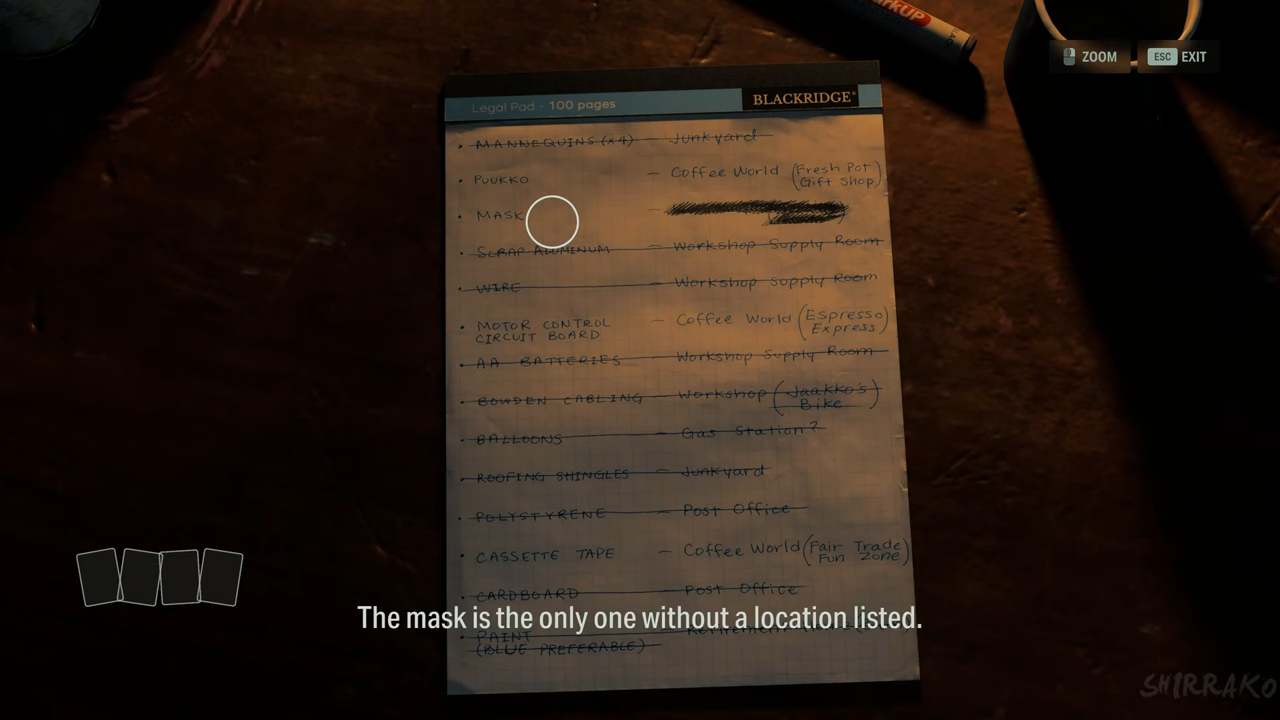 MARKUP
ZOOM
ESC EXIT
Legal Pad - 100 pages
BLACKRIDGE
• MANNEQUINS (x4) — Junkyard
• PUUKKO — Coffee World (Fresh Pot
Gift Shop)
• MASK —
• SCRAP ALUMINUM — Workshop Supply Room
• WIRE — Workshop Supply Room
• MOTOR CONTROL
CIRCUIT BOARD — Coffee World (Espresso
Express)
• AA BATTERIES — Workshop Supply Room
• BOWDEN CABLING — Workshop (Jaakko's
Bike)
• BALLOONS — Gas Station?
• ROOFING SHINGLES — Junkyard
• POLYSTYRENE — Post Office
• CASSETTE TAPE — Coffee World (Fair Trade
Fun Zone)
• CARDBOARD — Post Office
The mask is the only one without a location listed.
• PAINT — Retirement
(BLUE PREFERABLE)
SHIRRAKO